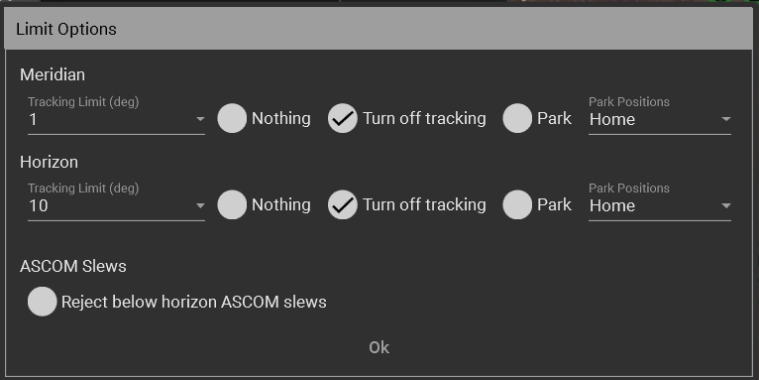 Limit Options
Meridian
Tracking Limit (deg)
1
Nothing
Turn off tracking
Park
Park Positions
Home
Horizon
Tracking Limit (deg)
10
Nothing
Turn off tracking
Park
Park Positions
Home
ASCOM Slews
Reject below horizon ASCOM slews
Ok